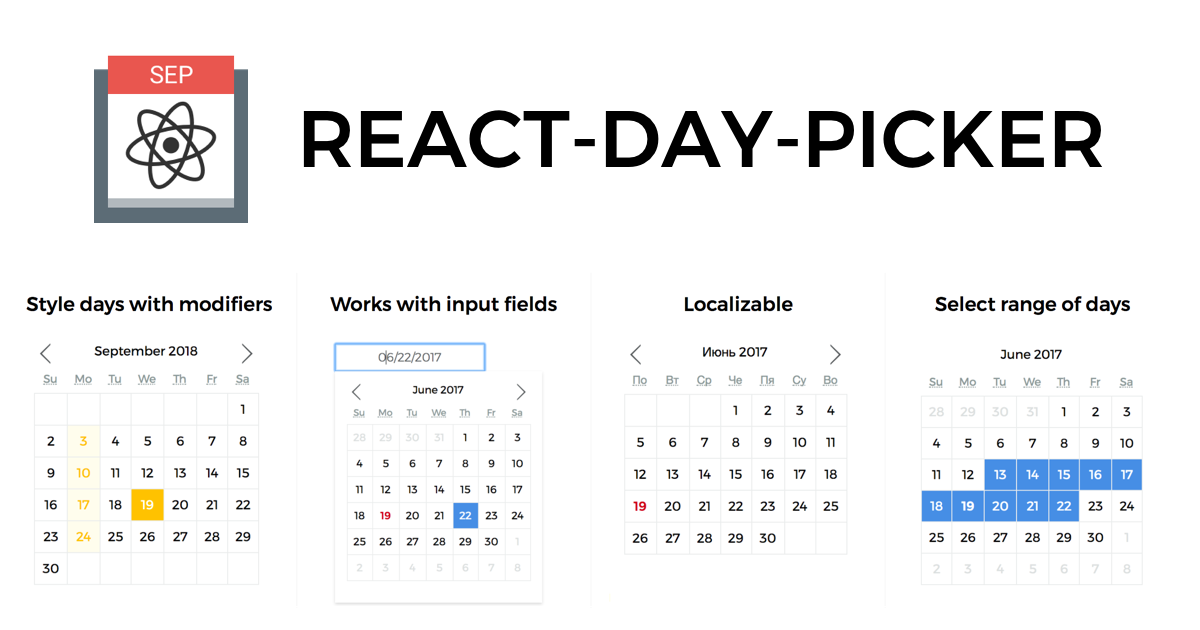 SEP
REACT-DAY-PICKER
Style days with modifiers
September 2018
Su Mo Tu We Th Fr Sa
1
2 3 4 5 6 7 8
9 10 11 12 13 14 15
16 17 18 19 20 21 22
23 24 25 26 27 28 29
30
Works with input fields
06/22/2017
June 2017
Su Mo Tu We Th Fr Sa
28 29 30 31 1 2 3
4 5 6 7 8 9 10
11 12 13 14 15 16 17
18 19 20 21 22 23 24
25 26 27 28 29 30 1
2 3 4 5 6 7 8
Localizable
Июнь 2017
По Вт Ср Че Пя Су Во
1 2 3 4
5 6 7 8 9 10 11
12 13 14 15 16 17 18
19 20 21 22 23 24 25
26 27 28 29 30
Select range of days
June 2017
Su Mo Tu We Th Fr Sa
28 29 30 31 1 2 3
4 5 6 7 8 9 10
11 12 13 14 15 16 17
18 19 20 21 22 23 24
25 26 27 28 29 30 1
2 3 4 5 6 7 8